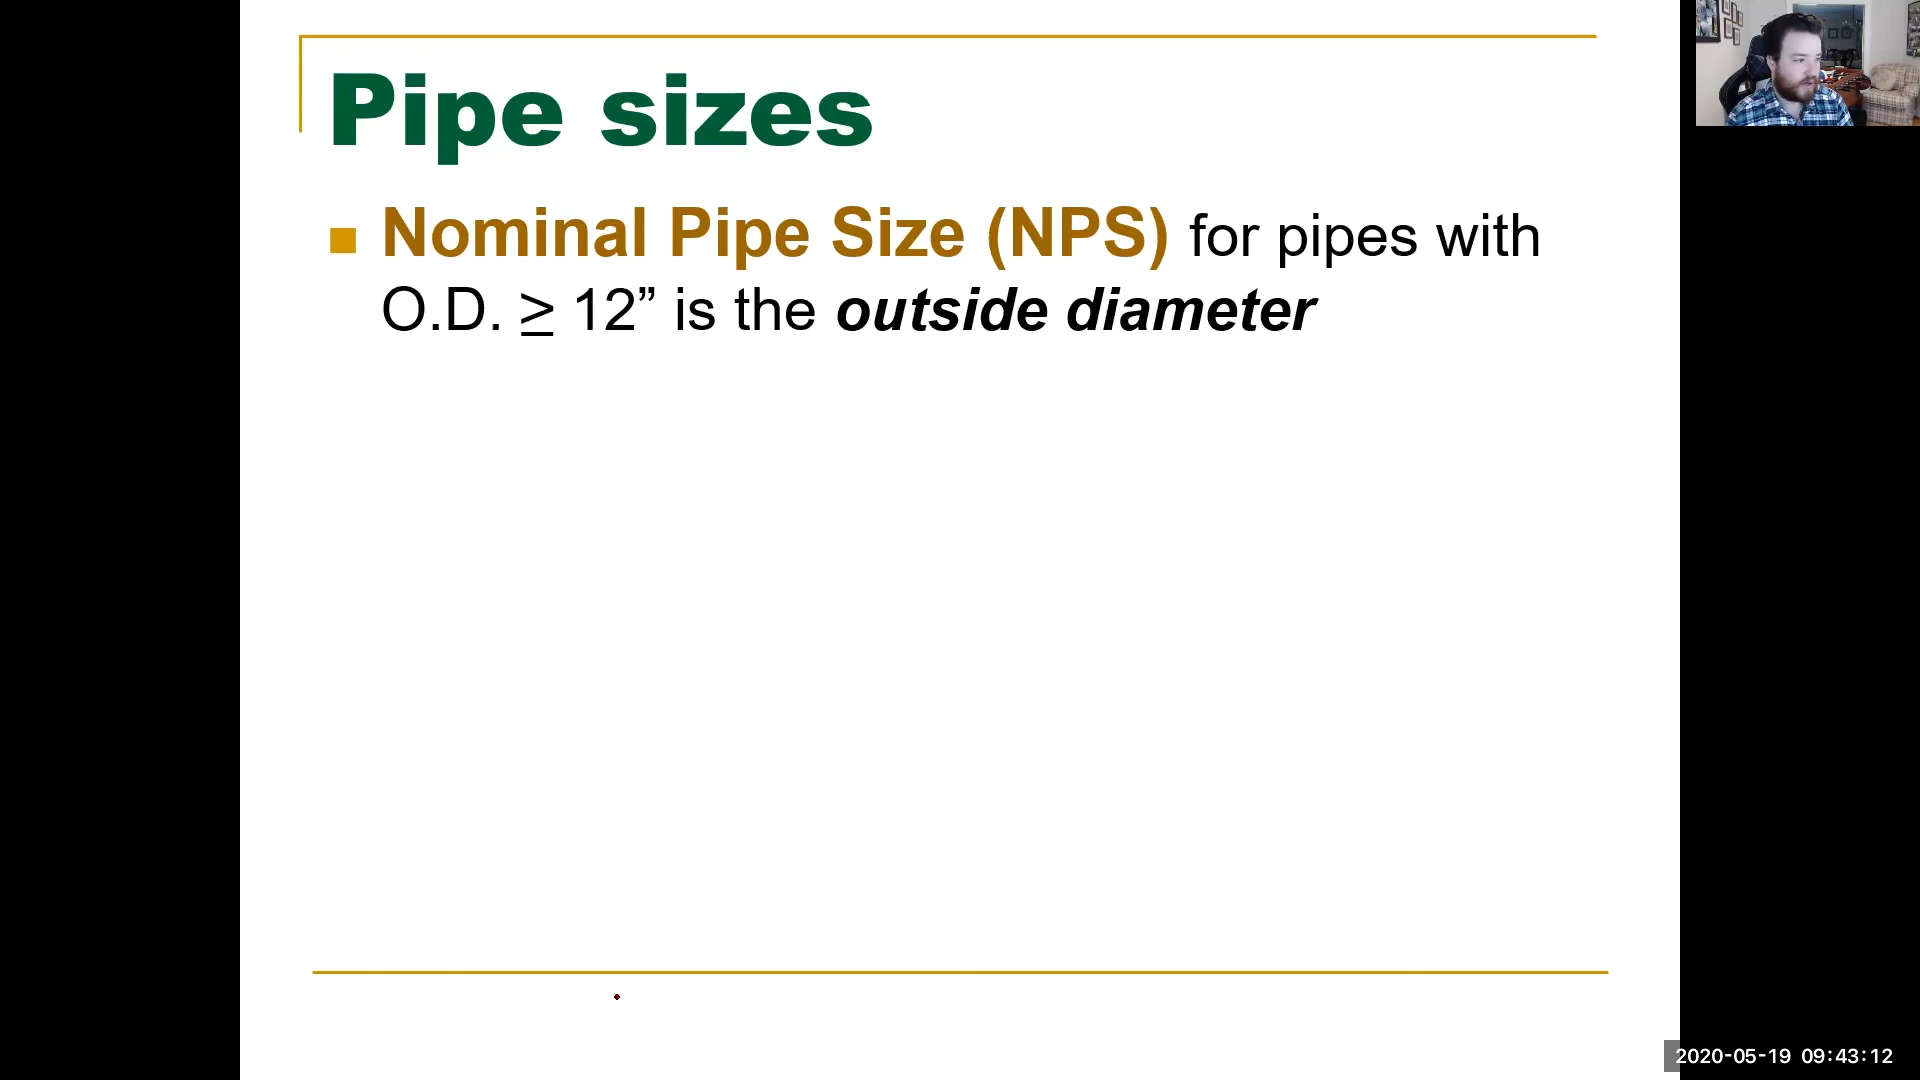 Pipe sizes
Nominal Pipe Size (NPS) for pipes with
O.D. ≥ 12” is the outside diameter
2020-05-19 09:43:12